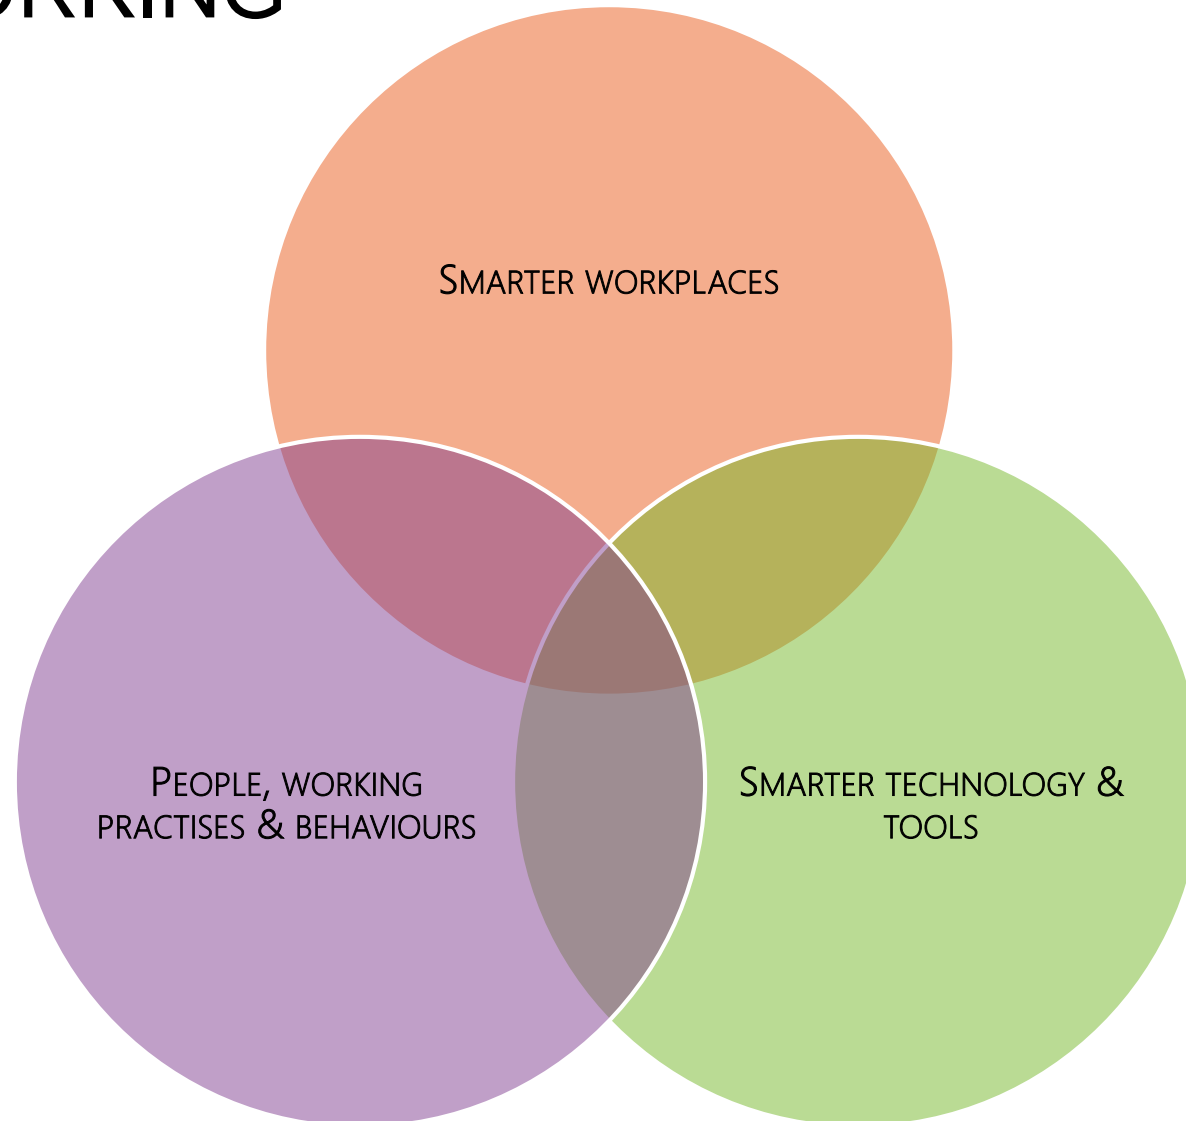 SMARTER WORKPLACES
PEOPLE, WORKING
PRACTISES & BEHAVIOURS
SMARTER TECHNOLOGY &
TOOLS